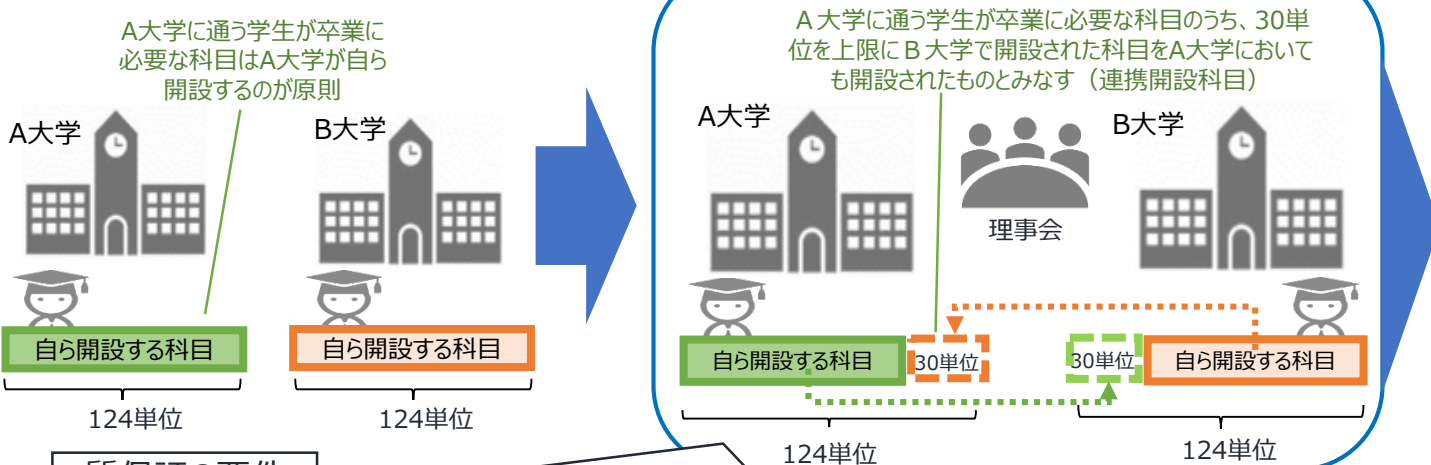 A大学に通う学生が卒業に
必要な科目はA大学が自ら
開設するのが原則
A大学
B大学
自ら開設する科目
自ら開設する科目
124単位
124単位
A大学に通う学生が卒業に必要な科目のうち、30単
位を上限にB大学で開設された科目をA大学において
も開設されたものとみなす（連携開設科目）
A大学
B大学
理事会
自ら開設する科目
30単位
30単位
自ら開設する科目
124単位
124単位